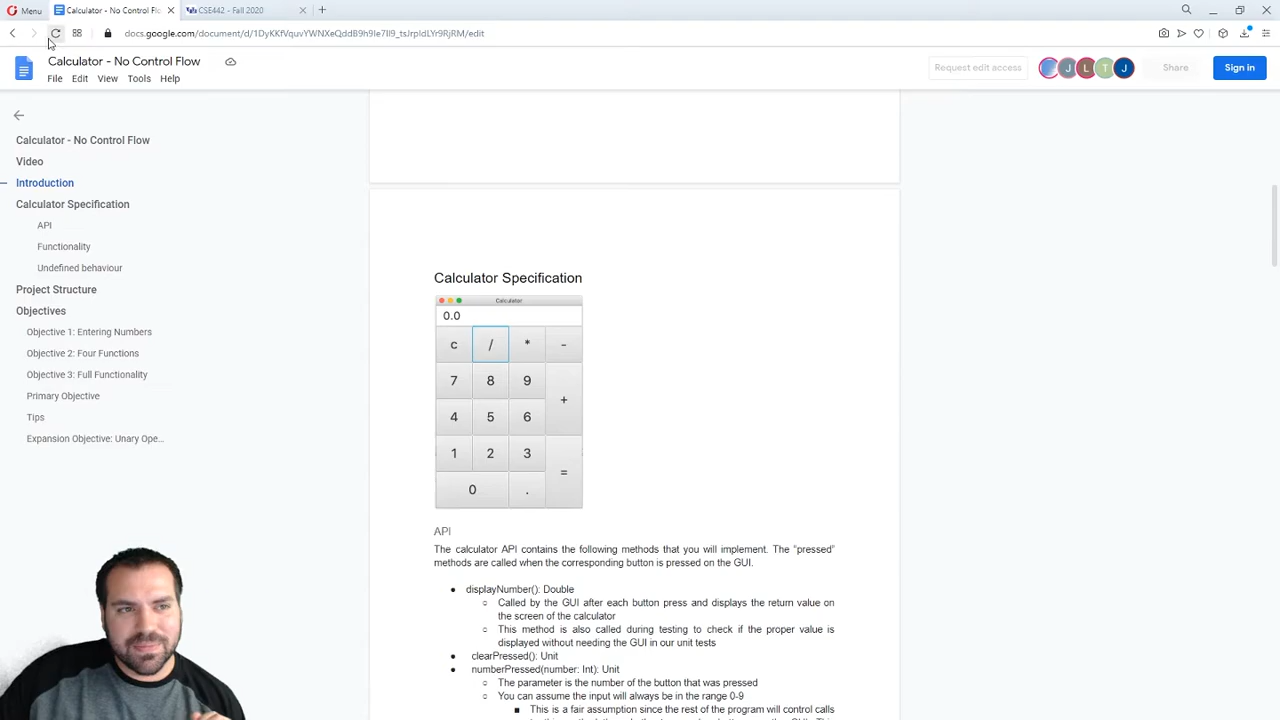 Menu
Calculator - No Control Flow
CSE442 - Fall 2020
Calculator - No Control Flow
File Edit View Tools Help
Request edit access
J L T J
Share
Sign in
Calculator - No Control Flow
Video
Introduction
Calculator Specification
API
Functionality
Undefined behaviour
Project Structure
Objectives
Objective 1: Entering Numbers
Objective 2: Four Functions
Objective 3: Full Functionality
Primary Objective
Tips
Expansion Objective: Unary Ope...
Calculator Specification
Calculator
0.0
c / * -
7 8 9
+
4 5 6
1 2 3
=
0 .
API
The calculator API contains the following methods that you will implement. The "pressed"
methods are called when the corresponding button is pressed on the GUI.
● displayNumber(): Double
○ Called by the GUI after each button press and displays the return value on
the screen of the calculator
○ This method is also called during testing to check if the proper value is
displayed without needing the GUI in our unit tests
● clearPressed(): Unit
● numberPressed(number: Int): Unit
○ The parameter is the number of the button that was pressed
○ You can assume the input will always be in the range 0-9
■ This is a fair assumption since the rest of the program will control calls